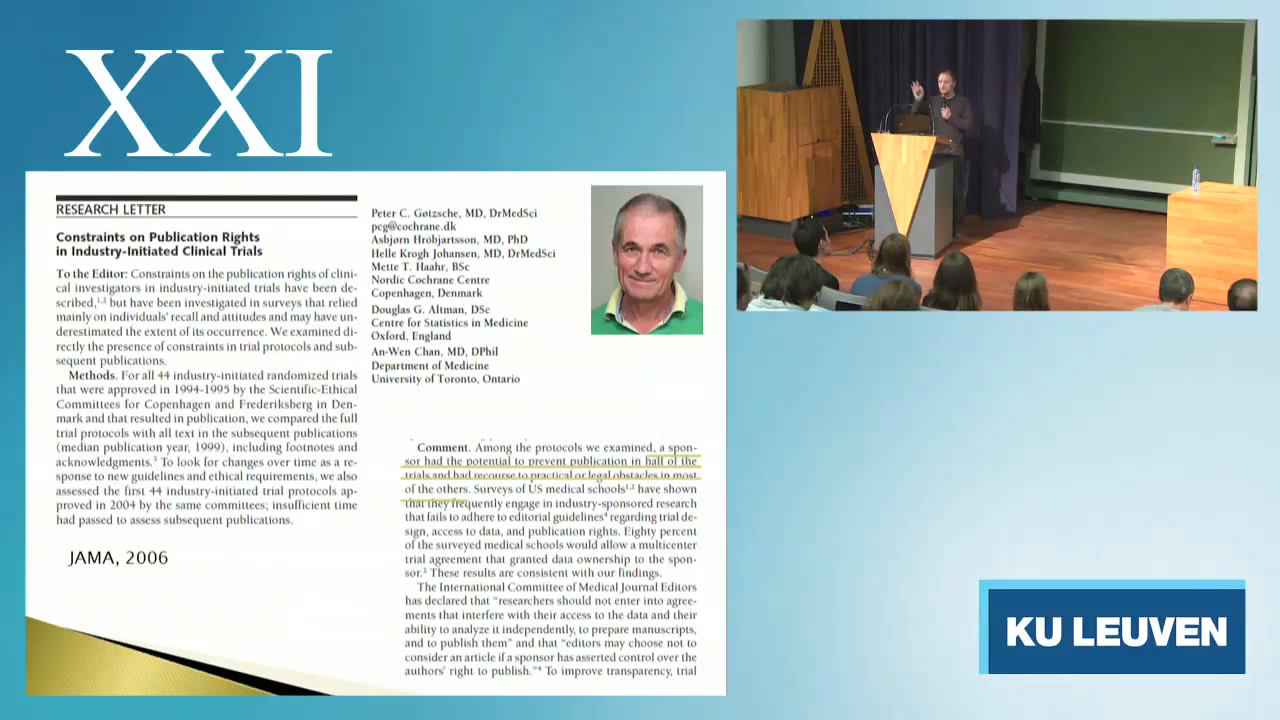 XXI
RESEARCH LETTER
Constraints on Publication Rights
in Industry-Initiated Clinical Trials
To the Editor: Constraints on the publication rights of clini-
cal investigators in industry-initiated trials have been de-
scribed,1,2 but have been investigated in surveys that relied
mainly on individuals' recall and attitudes and may have un-
derestimated the extent of its occurrence. We examined di-
rectly the presence of constraints in trial protocols and sub-
sequent publications.
Methods. For all 44 industry-initiated randomized trials
that were approved in 1994-1995 by the Scientific-Ethical
Committees for Copenhagen and Frederiksberg in Den-
mark and that resulted in publication, we compared the full
trial protocols with all text in the subsequent publications
(median publication year, 1999), including footnotes and
acknowledgments.3 To look for changes over time as a re-
sponse to new guidelines and ethical requirements, we also
assessed the first 44 industry-initiated trial protocols ap-
proved in 2004 by the same committees; insufficient time
had passed to assess subsequent publications.
JAMA, 2006
Peter C. Gøtzsche, MD, DrMedSci
pcg@cochrane.dk
Asbjørn Hróbjartsson, MD, PhD
Helle Krogh Johansen, MD, DrMedSci
Mette T. Haahr, BSc
Nordic Cochrane Centre
Copenhagen, Denmark
Douglas G. Altman, DSc
Centre for Statistics in Medicine
Oxford, England
An-Wen Chan, MD, DPhil
Department of Medicine
University of Toronto, Ontario
Comment. Among the protocols we examined, a spon-
sor had the potential to prevent publication in half of the
trials and had recourse to practical or legal obstacles in most
of the others. Surveys of US medical schools1,2 have shown
that they frequently engage in industry-sponsored research
that fails to adhere to editorial guidelines4 regarding trial de-
sign, access to data, and publication rights. Eighty percent
of the surveyed medical schools would allow a multicenter
trial agreement that granted data ownership to the spon-
sor.2 These results are consistent with our findings.
The International Committee of Medical Journal Editors
has declared that “researchers should not enter into agree-
ments that interfere with their access to the data and their
ability to analyze it independently, to prepare manuscripts,
and to publish them” and that “editors may choose not to
consider an article if a sponsor has asserted control over the
authors' right to publish.”4 To improve transparency, trial
KU LEUVEN